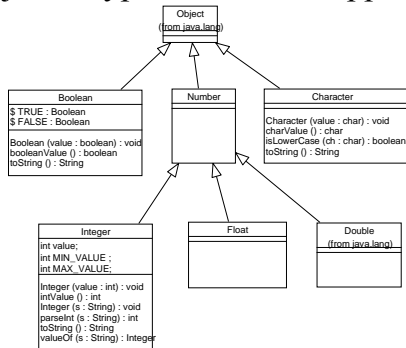 Object
(from java.lang)
Boolean
$ TRUE : Boolean
$ FALSE : Boolean
Boolean (value : boolean) : void
booleanValue () : boolean
toString () : String
Number
Character
Character (value : char) : void
charValue () : char
isLowerCase (ch : char) : boolean
toString () : String
Integer
int value;
int MIN_VALUE ;
int MAX_VALUE;
Integer (value : int) : void
intValue () : int
Integer (s : String) : void
parseInt (s : String) : int
toString () : String
valueOf (s : String) : Integer
Float
Double
(from java.lang)